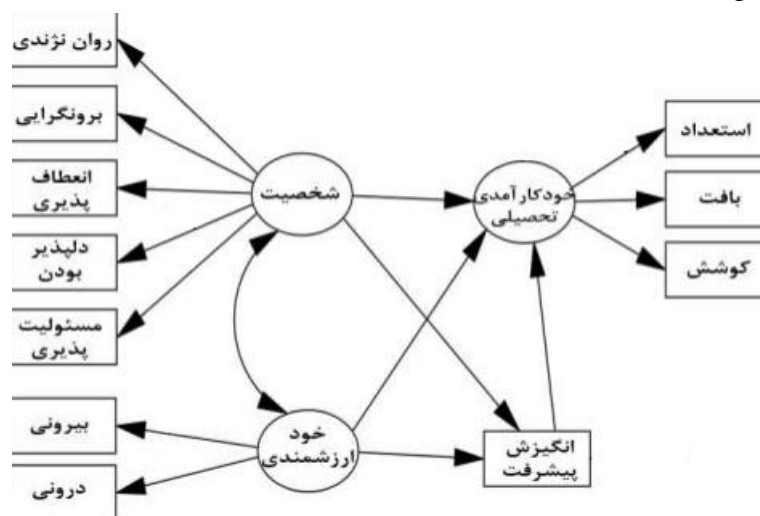 روان نژندی
برونگرایی
انعطاف
پذیری
دلپذیر
بودن
مسئولیت
پذیری
بیرونی
درونی
شخصیت
خود
ارزشمندی
خودکارآمدی
تحصیلی
انگیزش
پیشرفت
استعداد
بافت
کوشش